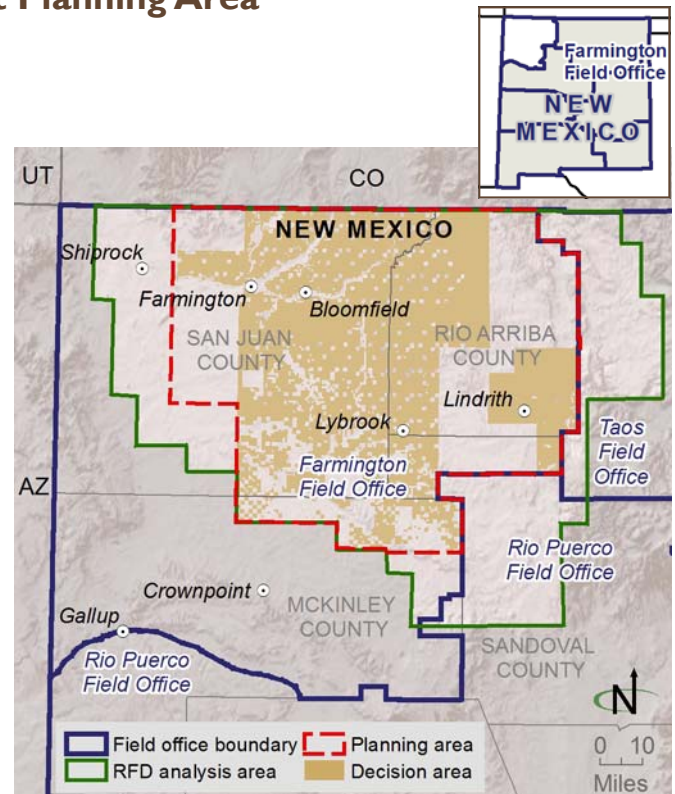 t Planning Area
Farmington
Field Office
NEW
MEXICO
UT
CO
NEW MEXICO
Shiprock
Farmington
Bloomfield
SAN JUAN
COUNTY
RIO ARRIBA
COUNTY
Lindrith
Lybrook
Taos
Field
Office
Farmington
Field Office
AZ
Rio Puerco
Field Office
Crownpoint
MCKINLEY
COUNTY
Gallup
SANDOVAL
COUNTY
Rio Puerco
Field Office
N
Field office boundary
Planning area
RFD analysis area
Decision area
0 10
Miles